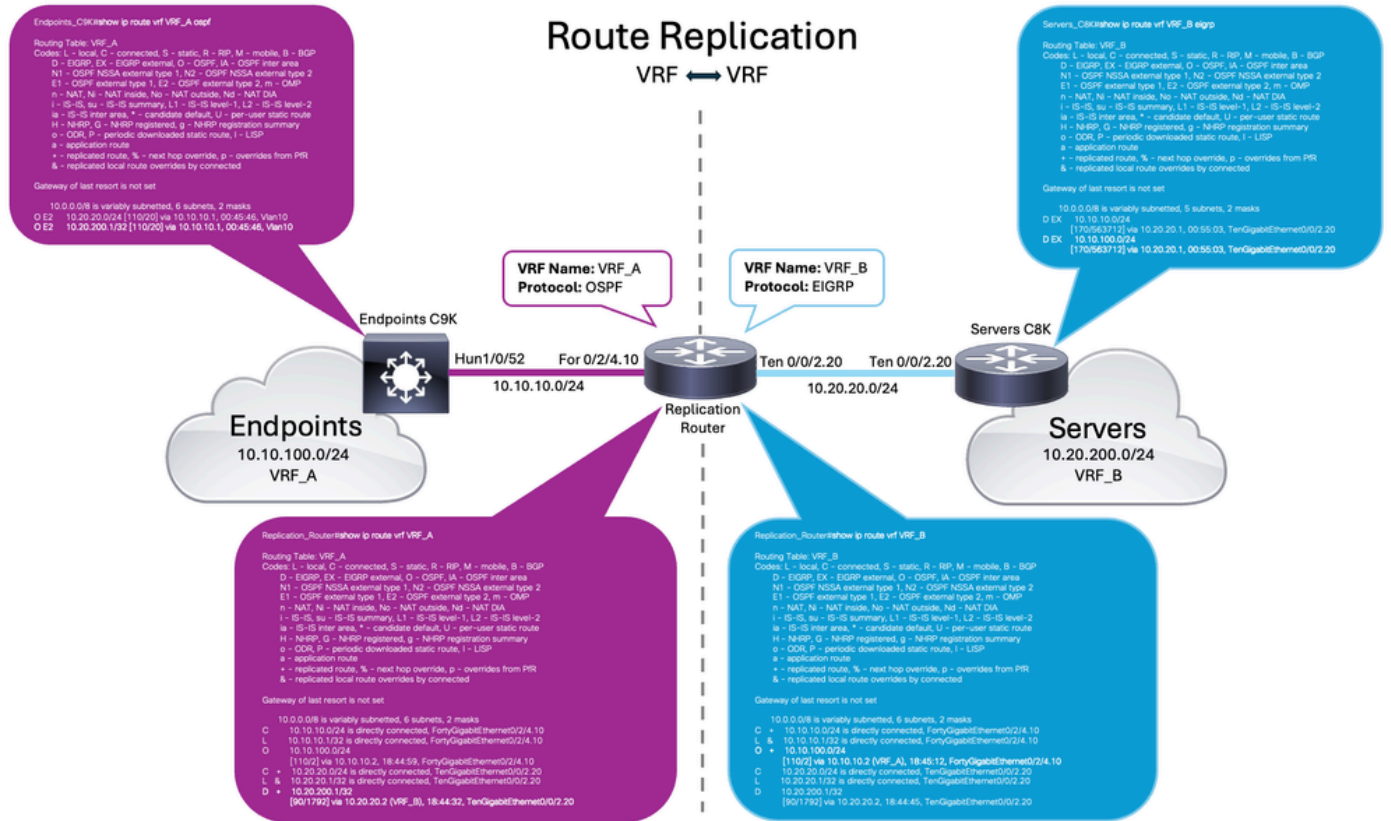 Endpoints_C9K#show ip route vrf VRF_A ospf
Routing Table: VRF_A
Codes: L - local, C - connected, S - static, R - RIP, M - mobile, B - BGP
D - EIGRP, EX - EIGRP external, O - OSPF, IA - OSPF inter area
N1 - OSPF NSSA external type 1, N2 - OSPF NSSA external type 2
E1 - OSPF external type 1, E2 - OSPF external type 2, m - OMP
n - NAT, Ni - NAT inside, No - NAT outside, Nd - NAT DIA
i - IS-IS, su - IS-IS summary, L1 - IS-IS level-1, L2 - IS-IS level-2
ia - IS-IS inter area, * - candidate default, U - per-user static route
H - NHRP, G - NHRP registered, g - NHRP registration summary
o - ODR, P - periodic downloaded static route, l - LISP
a - application route
+ - replicated route, % - next hop override, p - overrides from PfR
& - replicated local route overrides by connected
Gateway of last resort is not set
10.0.0.0/8 is variably subnetted, 6 subnets, 2 masks
O E2 10.20.20.0/24 [110/20] via 10.10.10.1, 00:45:46, Vlan10
O E2 10.20.200.1/32 [110/20] via 10.10.10.1, 00:45:46, Vlan10
Route Replication
VRF ⟷ VRF
Servers_C8K#show ip route vrf VRF_B eigrp
Routing Table: VRF_B
Codes: L - local, C - connected, S - static, R - RIP, M - mobile, B - BGP
D - EIGRP, EX - EIGRP external, O - OSPF, IA - OSPF inter area
N1 - OSPF NSSA external type 1, N2 - OSPF NSSA external type 2
E1 - OSPF external type 1, E2 - OSPF external type 2, m - OMP
n - NAT, Ni - NAT inside, No - NAT outside, Nd - NAT DIA
i - IS-IS, su - IS-IS summary, L1 - IS-IS level-1, L2 - IS-IS level-2
ia - IS-IS inter area, * - candidate default, U - per-user static route
H - NHRP, G - NHRP registered, g - NHRP registration summary
o - ODR, P - periodic downloaded static route, l - LISP
a - application route
+ - replicated route, % - next hop override, p - overrides from PfR
& - replicated local route overrides by connected
Gateway of last resort is not set
10.0.0.0/8 is variably subnetted, 5 subnets, 2 masks
D EX 10.10.10.0/24
[170/563712] via 10.20.20.1, 00:55:03, TenGigabitEthernet0/0/2.20
D EX 10.10.100.0/24
[170/563712] via 10.20.20.1, 00:55:03, TenGigabitEthernet0/0/2.20
VRF Name: VRF_A
Protocol: OSPF
VRF Name: VRF_B
Protocol: EIGRP
Endpoints C9K
Servers C8K
Hun1/0/52 For 0/2/4.10
Ten 0/0/2.20 Ten 0/0/2.20
10.10.10.0/24
10.20.20.0/24
Replication
Router
Endpoints
10.10.100.0/24
VRF_A
Servers
10.20.200.0/24
VRF_B
Replication_Router#show ip route vrf VRF_A
Routing Table: VRF_A
Codes: L - local, C - connected, S - static, R - RIP, M - mobile, B - BGP
D - EIGRP, EX - EIGRP external, O - OSPF, IA - OSPF inter area
N1 - OSPF NSSA external type 1, N2 - OSPF NSSA external type 2
E1 - OSPF external type 1, E2 - OSPF external type 2, m - OMP
n - NAT, Ni - NAT inside, No - NAT outside, Nd - NAT DIA
i - IS-IS, su - IS-IS summary, L1 - IS-IS level-1, L2 - IS-IS level-2
ia - IS-IS inter area, * - candidate default, U - per-user static route
H - NHRP, G - NHRP registered, g - NHRP registration summary
o - ODR, P - periodic downloaded static route, l - LISP
a - application route
+ - replicated route, % - next hop override, p - overrides from PfR
& - replicated local route overrides by connected
Gateway of last resort is not set
10.0.0.0/8 is variably subnetted, 6 subnets, 2 masks
C 10.10.10.0/24 is directly connected, FortyGigabitEthernet0/2/4.10
L 10.10.10.1/32 is directly connected, FortyGigabitEthernet0/2/4.10
O 10.10.100.0/24
[110/2] via 10.10.10.2, 18:44:59, FortyGigabitEthernet0/2/4.10
C + 10.20.20.0/24 is directly connected, TenGigabitEthernet0/0/2.20
L & 10.20.20.1/32 is directly connected, TenGigabitEthernet0/0/2.20
D + 10.20.200.1/32
[90/1792] via 10.20.20.2 (VRF_B), 18:44:32, TenGigabitEthernet0/0/2.20
Replication_Router#show ip route vrf VRF_B
Routing Table: VRF_B
Codes: L - local, C - connected, S - static, R - RIP, M - mobile, B - BGP
D - EIGRP, EX - EIGRP external, O - OSPF, IA - OSPF inter area
N1 - OSPF NSSA external type 1, N2 - OSPF NSSA external type 2
E1 - OSPF external type 1, E2 - OSPF external type 2, m - OMP
n - NAT, Ni - NAT inside, No - NAT outside, Nd - NAT DIA
i - IS-IS, su - IS-IS summary, L1 - IS-IS level-1, L2 - IS-IS level-2
ia - IS-IS inter area, * - candidate default, U - per-user static route
H - NHRP, G - NHRP registered, g - NHRP registration summary
o - ODR, P - periodic downloaded static route, l - LISP
a - application route
+ - replicated route, % - next hop override, p - overrides from PfR
& - replicated local route overrides by connected
Gateway of last resort is not set
10.0.0.0/8 is variably subnetted, 6 subnets, 2 masks
C + 10.10.10.0/24 is directly connected, FortyGigabitEthernet0/2/4.10
L & 10.10.10.1/32 is directly connected, FortyGigabitEthernet0/2/4.10
O + 10.10.100.0/24
[110/2] via 10.10.10.2 (VRF_A), 18:45:12, FortyGigabitEthernet0/2/4.10
C 10.20.20.0/24 is directly connected, TenGigabitEthernet0/0/2.20
L 10.20.20.1/32 is directly connected, TenGigabitEthernet0/0/2.20
D 10.20.200.1/32
[90/1792] via 10.20.20.2, 18:44:45, TenGigabitEthernet0/0/2.20